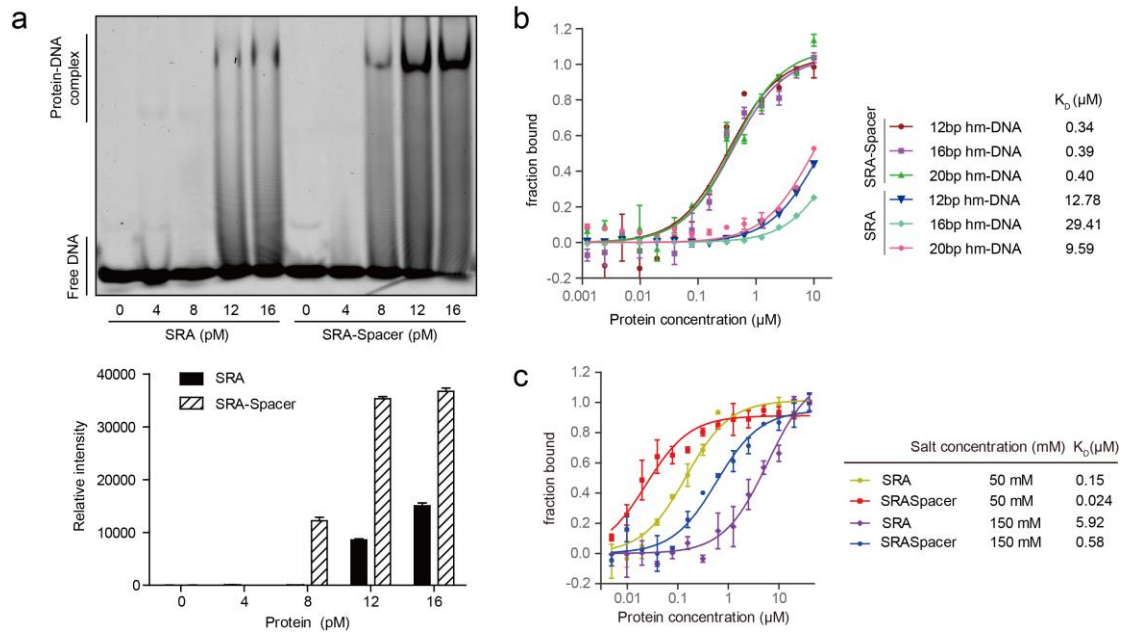 a
Protein-DNA
complex
Free DNA
0 4 8 12 16 0 4 8 12 16
SRA (pM) SRA-Spacer (pM)
40000
30000
20000
10000
0
Relative intensity
SRA
SRA-Spacer
0 4 8 12 16
Protein (pM)
b
1.2
1.0
0.8
0.6
0.4
0.2
0.0
-0.2
fraction bound
0.001 0.01 0.1 1 10
Protein concentration (µM)
K_D (µM)
SRA-Spacer
12bp hm-DNA 0.34
16bp hm-DNA 0.39
20bp hm-DNA 0.40
SRA
12bp hm-DNA 12.78
16bp hm-DNA 29.41
20bp hm-DNA 9.59
c
1.2
1.0
0.8
0.6
0.4
0.2
0.0
-0.2
fraction bound
0.01 0.1 1 10
Protein concentration (µM)
Salt concentration (mM) K_D (µM)
SRA 50 mM 0.15
SRASpacer 50 mM 0.024
SRA 150 mM 5.92
SRASpacer 150 mM 0.58